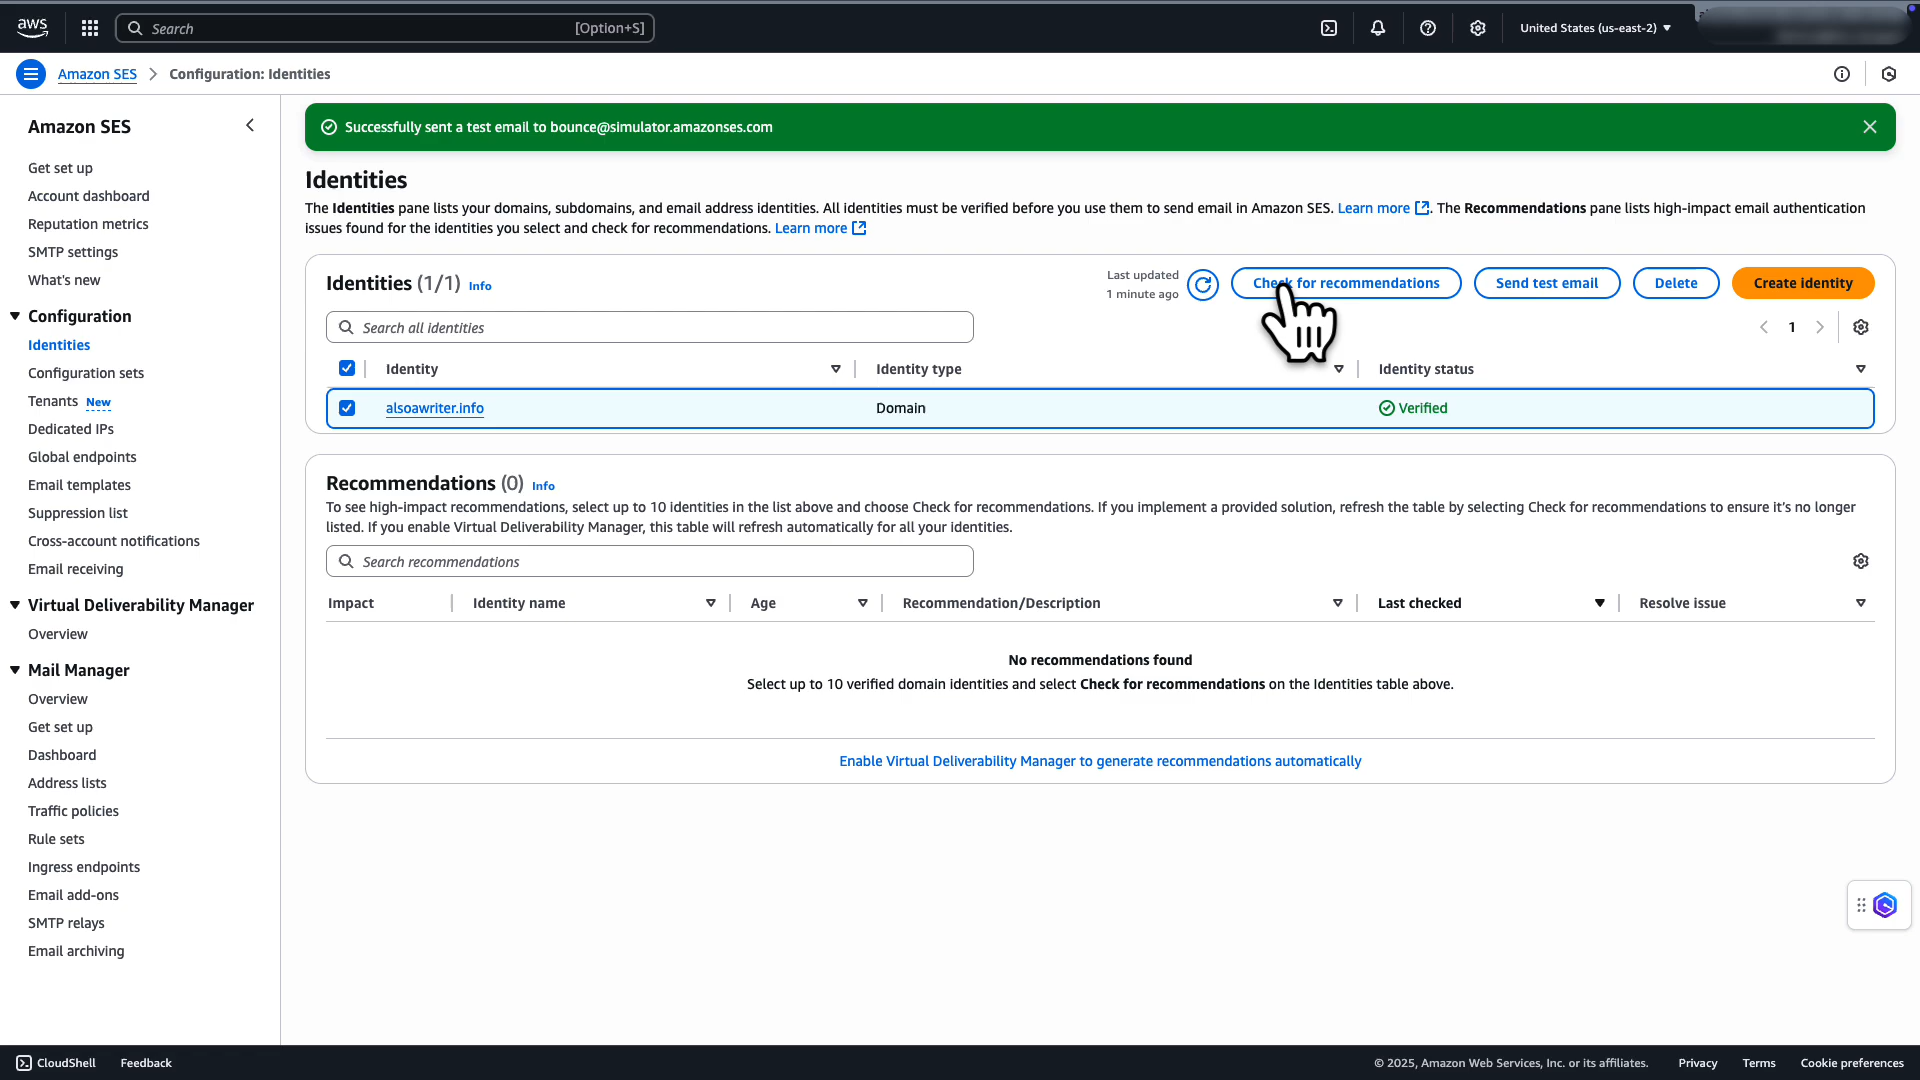 aws
Search
[Option+S]
United States (us-east-2)
Amazon SES
Configuration: Identities
Amazon SES
Get set up
Account dashboard
Reputation metrics
SMTP settings
What's new
Configuration
Identities
Configuration sets
Tenants New
Dedicated IPs
Global endpoints
Email templates
Suppression list
Cross-account notifications
Email receiving
Virtual Deliverability Manager
Overview
Mail Manager
Overview
Get set up
Dashboard
Address lists
Traffic policies
Rule sets
Ingress endpoints
Email add-ons
SMTP relays
Email archiving
Successfully sent a test email to bounce@simulator.amazonses.com
Identities
The Identities pane lists your domains, subdomains, and email address identities. All identities must be verified before you use them to send email in Amazon SES. Learn more. The Recommendations pane lists high-impact email authentication
issues found for the identities you select and check for recommendations. Learn more
Identities (1/1) Info
Last updated
1 minute ago
Check for recommendations
Send test email
Delete
Create identity
Search all identities
1
Identity
Identity type
Identity status
alsoawriter.info
Domain
Verified
Recommendations (0) Info
To see high-impact recommendations, select up to 10 identities in the list above and choose Check for recommendations. If you implement a provided solution, refresh the table by selecting Check for recommendations to ensure it's no longer
listed. If you enable Virtual Deliverability Manager, this table will refresh automatically for all your identities.
Search recommendations
Impact
Identity name
Age
Recommendation/Description
Last checked
Resolve issue
No recommendations found
Select up to 10 verified domain identities and select Check for recommendations on the Identities table above.
Enable Virtual Deliverability Manager to generate recommendations automatically
CloudShell
Feedback
© 2025, Amazon Web Services, Inc. or its affiliates.
Privacy
Terms
Cookie preferences